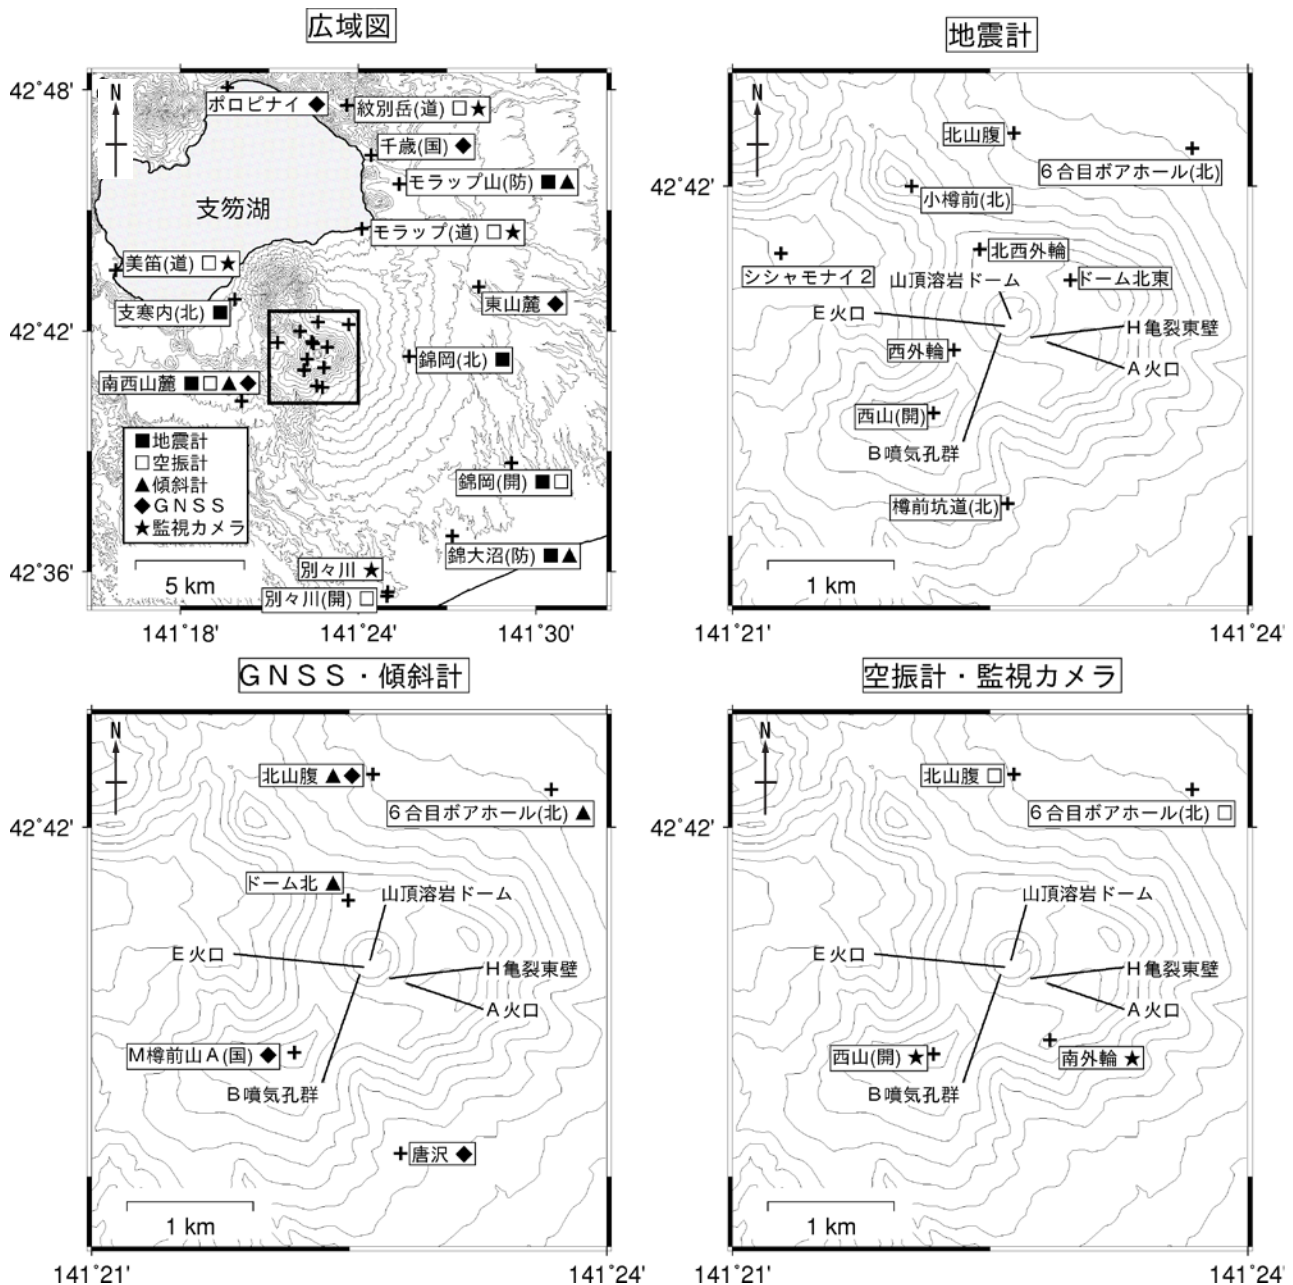 広域図
N
42°48'
ポロピナイ ◆
紋別岳(道) □★
千歳(国) ◆
モラップ山(防) ■▲
支笏湖
モラップ(道) □★
美笛(道) □★
東山麓 ◆
支寒内(北) ■
42°42'
錦岡(北) ■
南西山麓 ■□▲◆
■地震計
□空振計
▲傾斜計
◆GNSS
★監視カメラ
錦岡(開) ■□
錦大沼(防) ■▲
別々川 ★
42°36'
5 km
別々川(開) □
141°18'
141°24'
141°30'
地震計
N
北山腹
6合目ボアホール(北)
42°42'
小樽前(北)
北西外輪
シシャモナイ2
山頂溶岩ドーム
ドーム北東
E火口
H亀裂東壁
西外輪
A火口
西山(開)
B噴気孔群
樽前坑道(北)
1 km
141°21'
141°24'
GNSS・傾斜計
N
北山腹 ▲◆
6合目ボアホール(北) ▲
42°42'
ドーム北 ▲
山頂溶岩ドーム
E火口
H亀裂東壁
A火口
M樽前山A(国) ◆
B噴気孔群
唐沢 ◆
1 km
141°21'
141°24'
空振計・監視カメラ
N
北山腹 □
6合目ボアホール(北) □
42°42'
山頂溶岩ドーム
E火口
H亀裂東壁
A火口
西山(開) ★
南外輪 ★
B噴気孔群
1 km
141°21'
141°24'